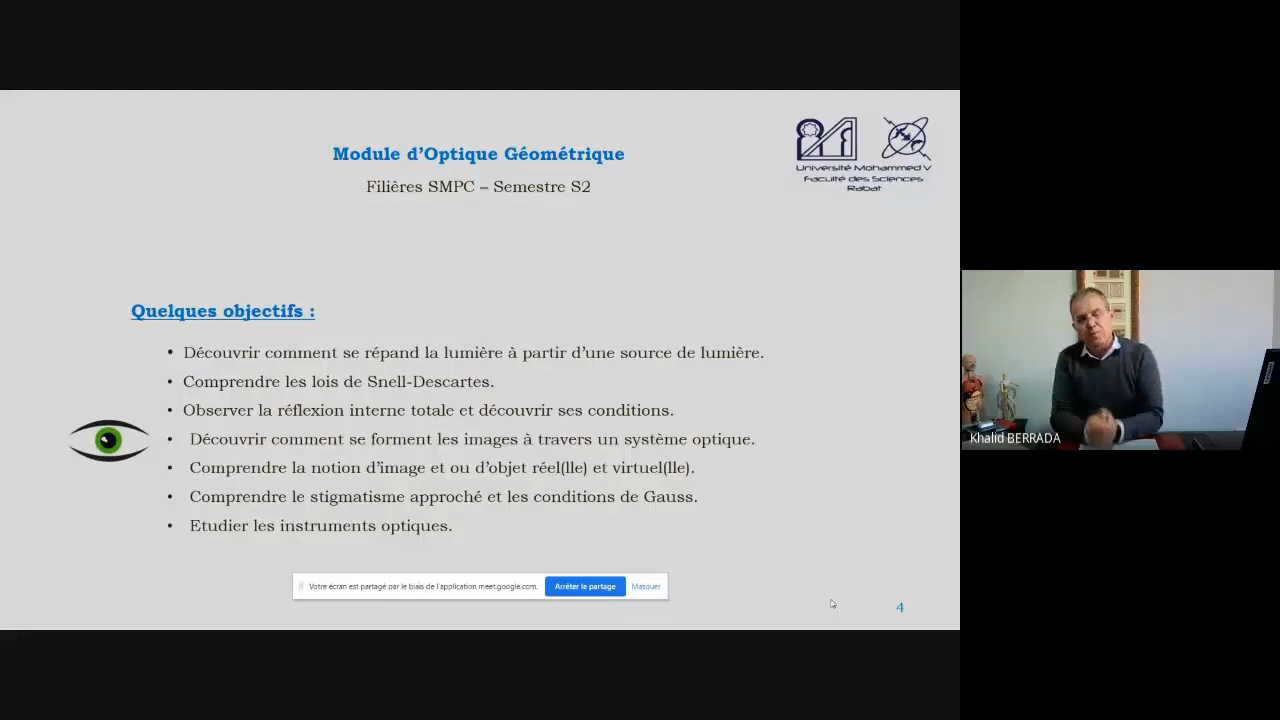 Module d'Optique Géométrique
Filières SMPC – Semestre S2
Université Mohammed V
Faculté des Sciences
Rabat
Quelques objectifs :
• Découvrir comment se répand la lumière à partir d'une source de lumière.
• Comprendre les lois de Snell-Descartes.
• Observer la réflexion interne totale et découvrir ses conditions.
• Découvrir comment se forment les images à travers un système optique.
• Comprendre la notion d'image et ou d'objet réel(lle) et virtuel(lle).
• Comprendre le stigmatisme approché et les conditions de Gauss.
• Etudier les instruments optiques.
Votre écran est partagé par le biais de l'application meet.google.com. Arrêter le partage Masquer
4
Khalid BERRADA